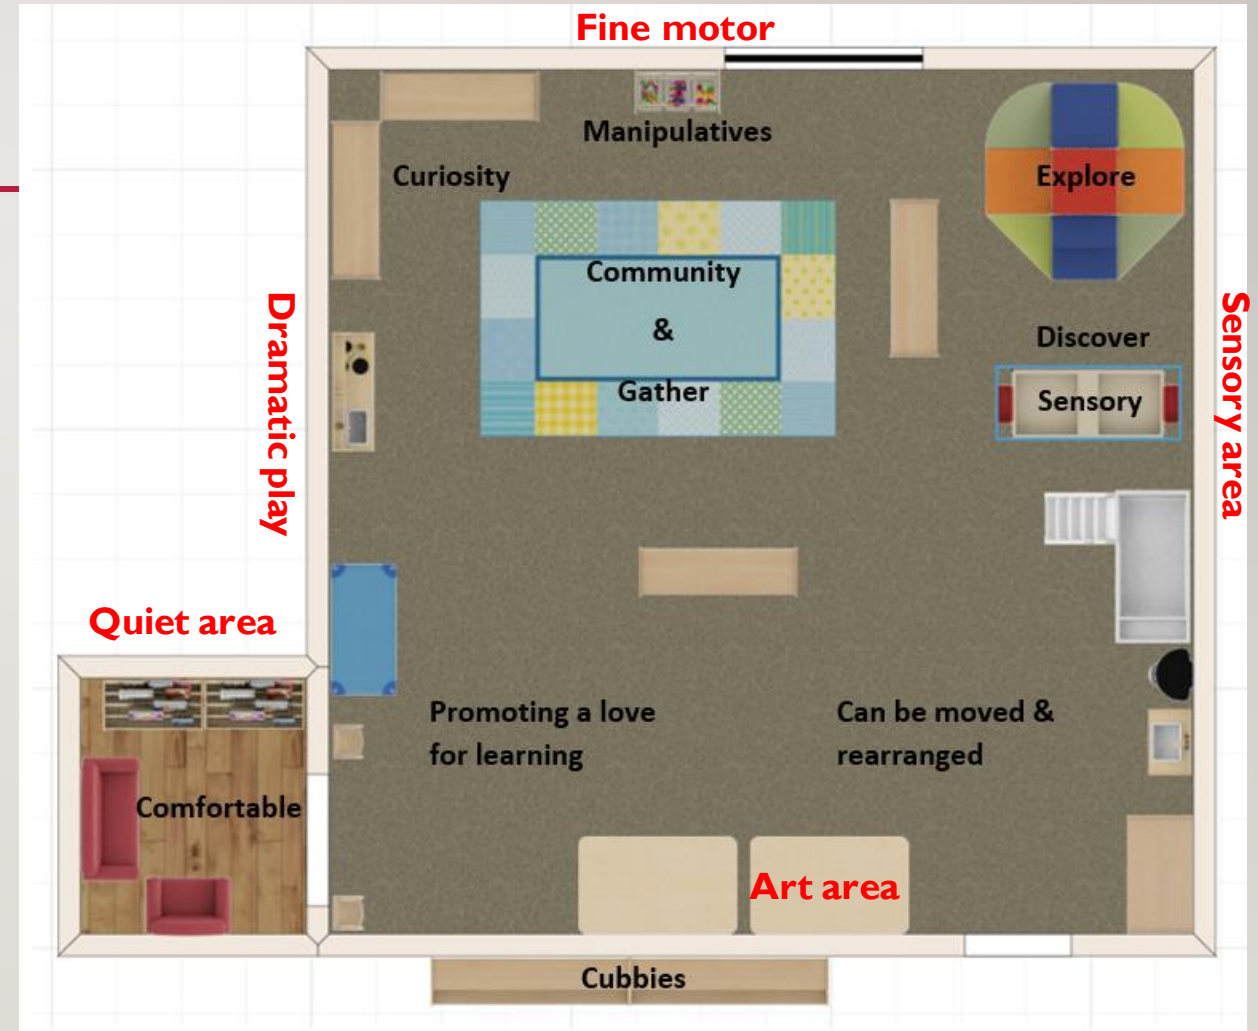 Fine motor
Manipulatives
Curiosity
Explore
Community
&
Gather
Discover
Sensory
Dramatic play
Sensory area
Quiet area
Promoting a love
for learning
Can be moved &
rearranged
Comfortable
Art area
Cubbies